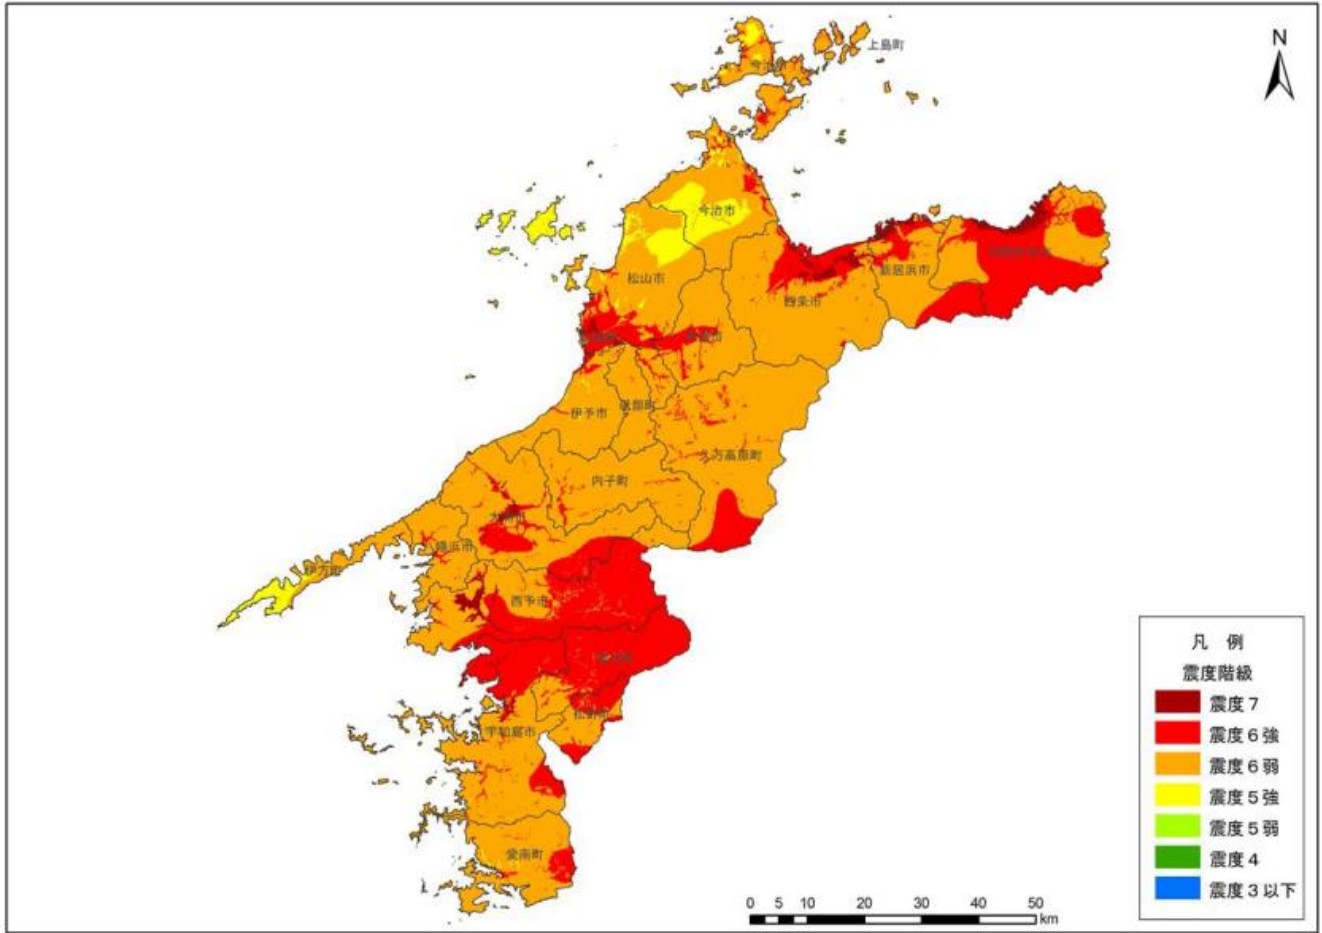 N
上島町
今治市
松山市
新居浜市
西条市
伊予市
砥部町
久万高原町
内子町
大洲市
八幡浜市
伊方町
西予市
宇和島市
愛南町
凡 例
震度階級
震度7
震度6強
震度6弱
震度5強
震度5弱
震度4
震度3以下
0 5 10 20 30 40 50
km